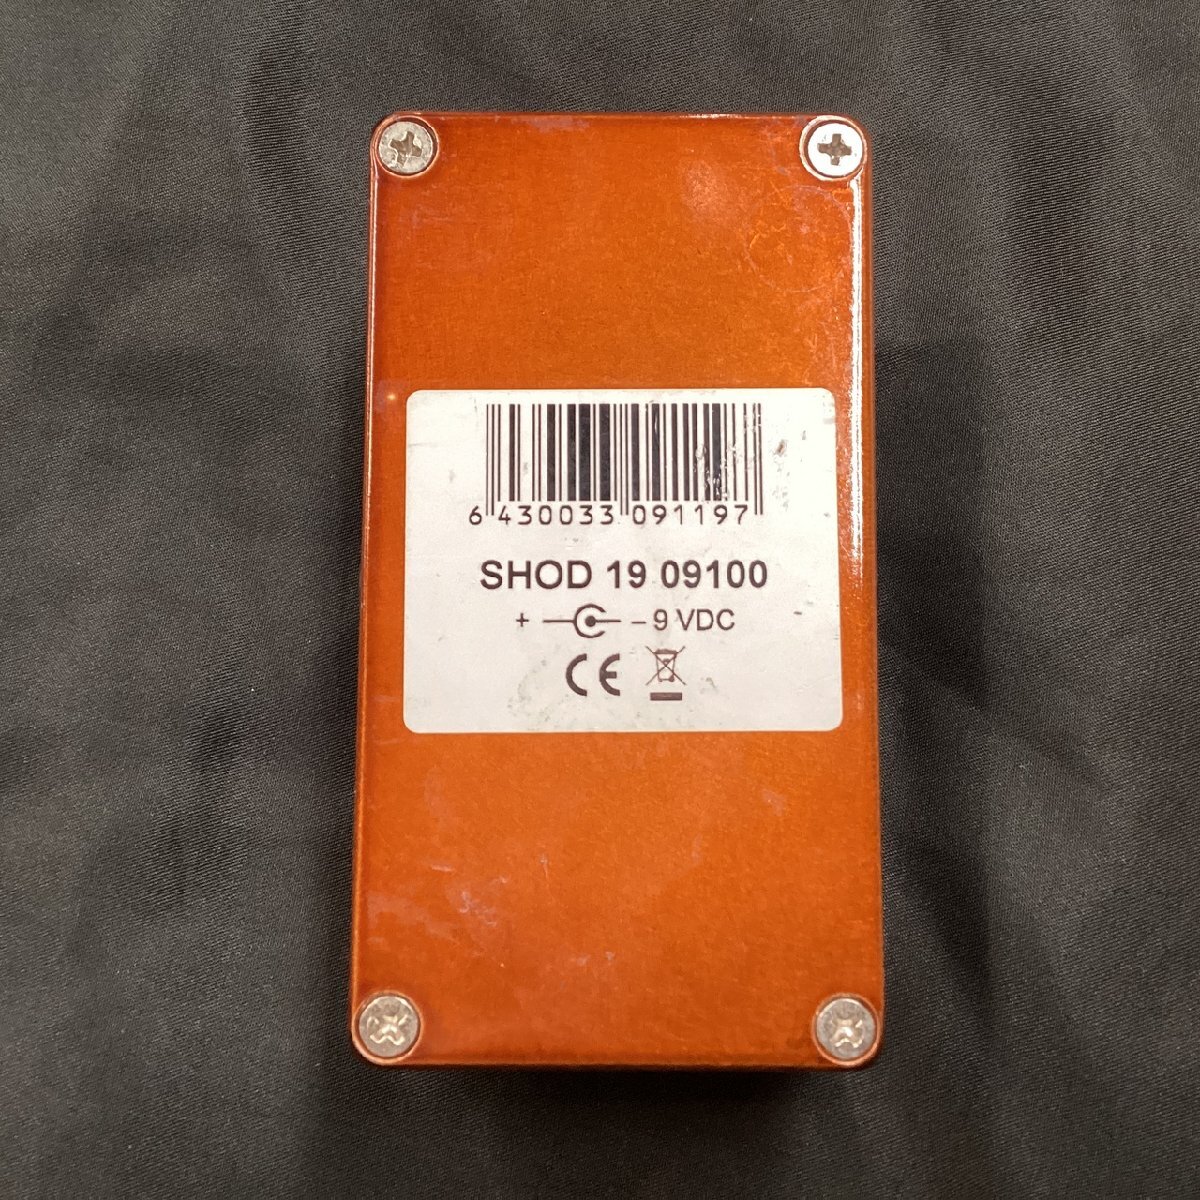 6 430033 091197
SHOD 19 09100
+ – 9 VDC
CE